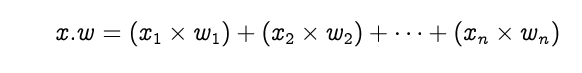 x.w = (x₁ × w₁) + (x₂ × w₂) + ··· + (xₙ × wₙ)